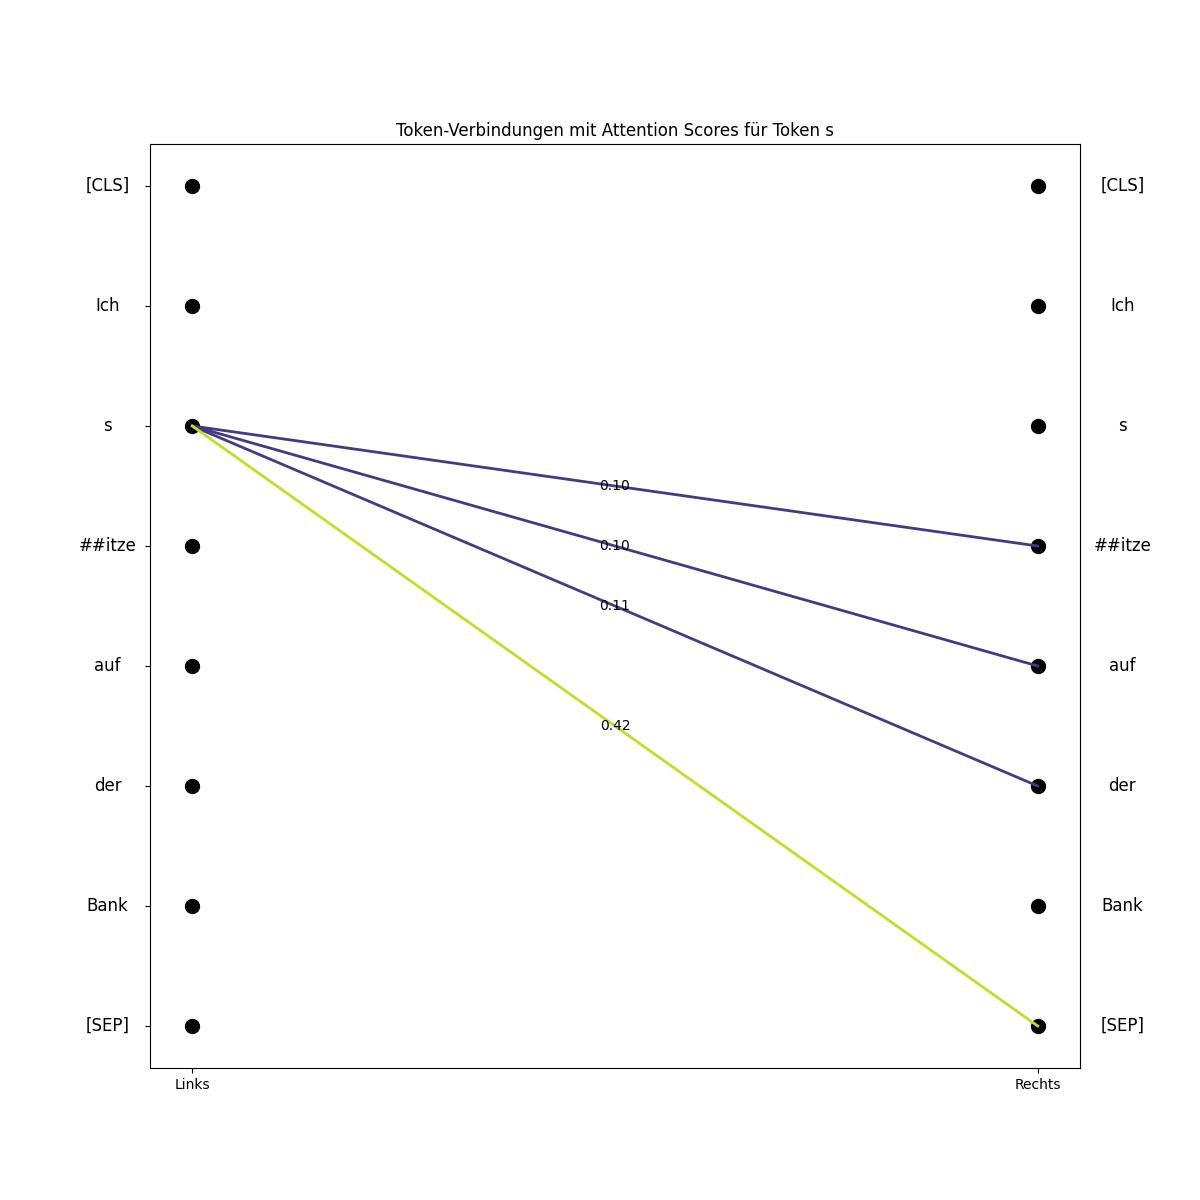 Token-Verbindungen mit Attention Scores für Token s
[CLS] [CLS]
Ich Ich
s s
0.10
##itze 0.10 ##itze
0.11
auf auf
0.42
der der
Bank Bank
[SEP] [SEP]
Links Rechts